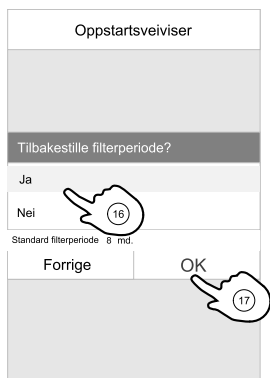 Oppstartsveiviser
Tilbakestille filterperiode?
Ja
Nei
16
Standard filterperiode 8 md.
Forrige OK
17